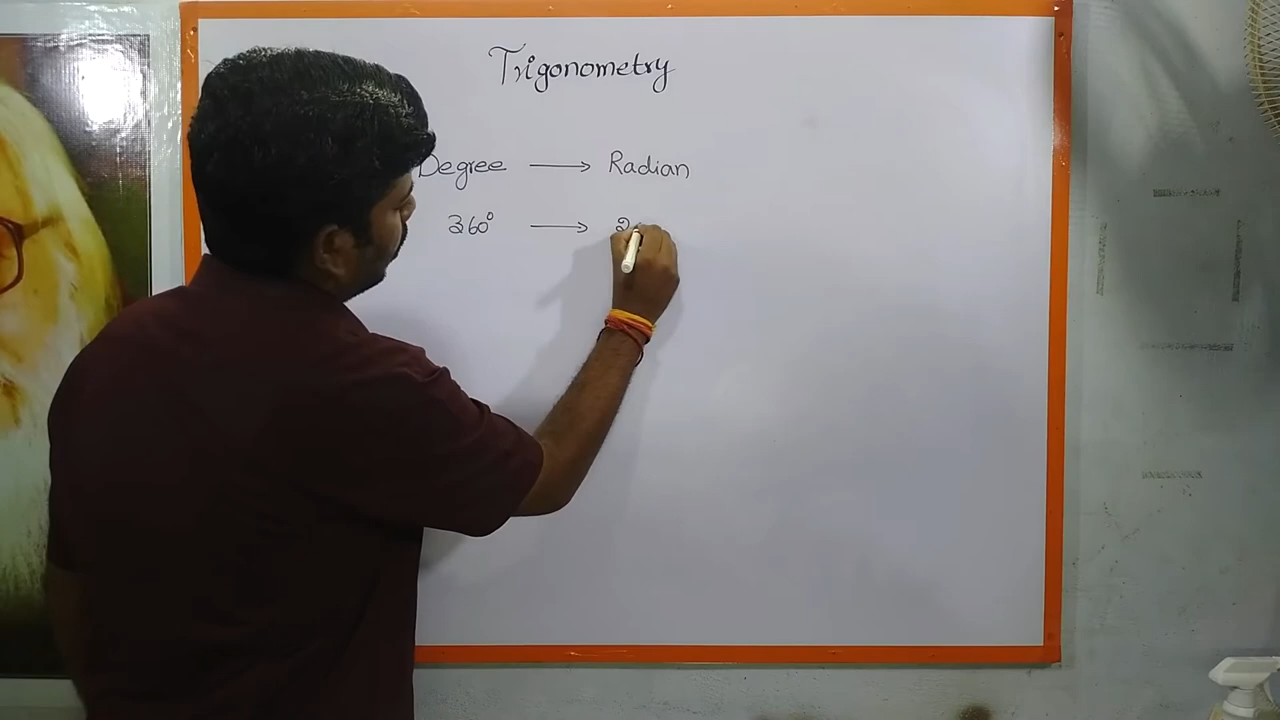 Trigonometry
Degree → Radian
360° → 2